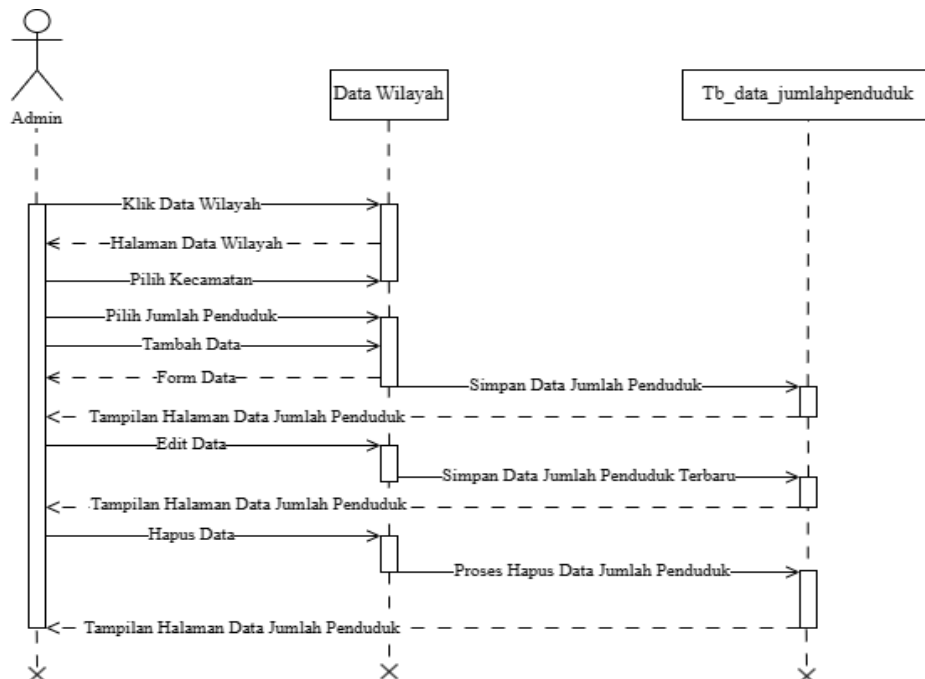 Admin
Data Wilayah
Tb_data_jumlahpenduduk
Klik Data Wilayah
Halaman Data Wilayah
Pilih Kecamatan
Pilih Jumlah Penduduk
Tambah Data
Form Data
Simpan Data Jumlah Penduduk
Tampilan Halaman Data Jumlah Penduduk
Edit Data
Simpan Data Jumlah Penduduk Terbaru
Tampilan Halaman Data Jumlah Penduduk
Hapus Data
Proses Hapus Data Jumlah Penduduk
Tampilan Halaman Data Jumlah Penduduk